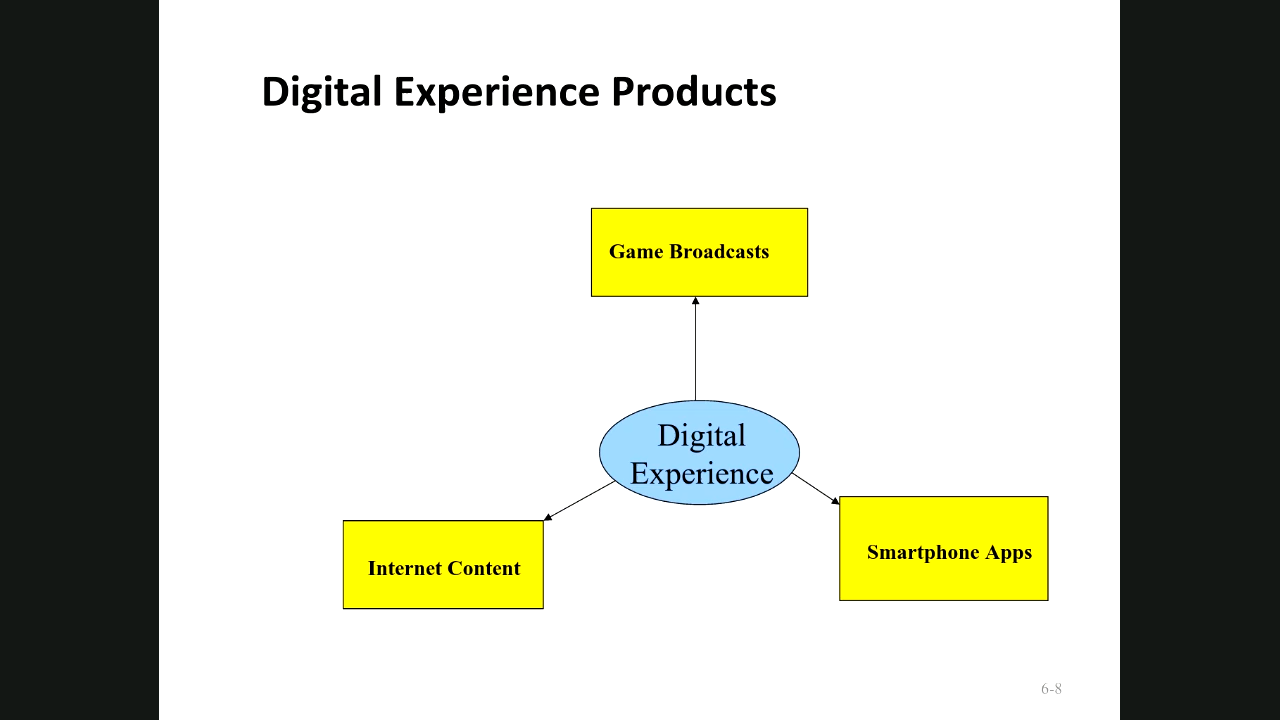 Digital Experience Products
Game Broadcasts
Digital
Experience
Internet Content
Smartphone Apps
6-8